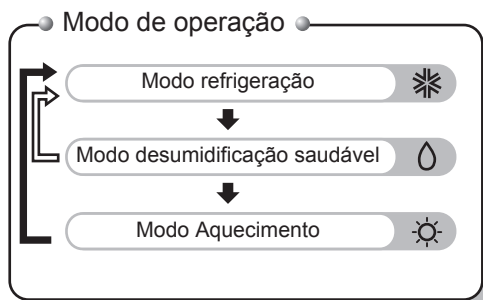 Modo de operação
Modo refrigeração
Modo desumidificação saudável
Modo Aquecimento